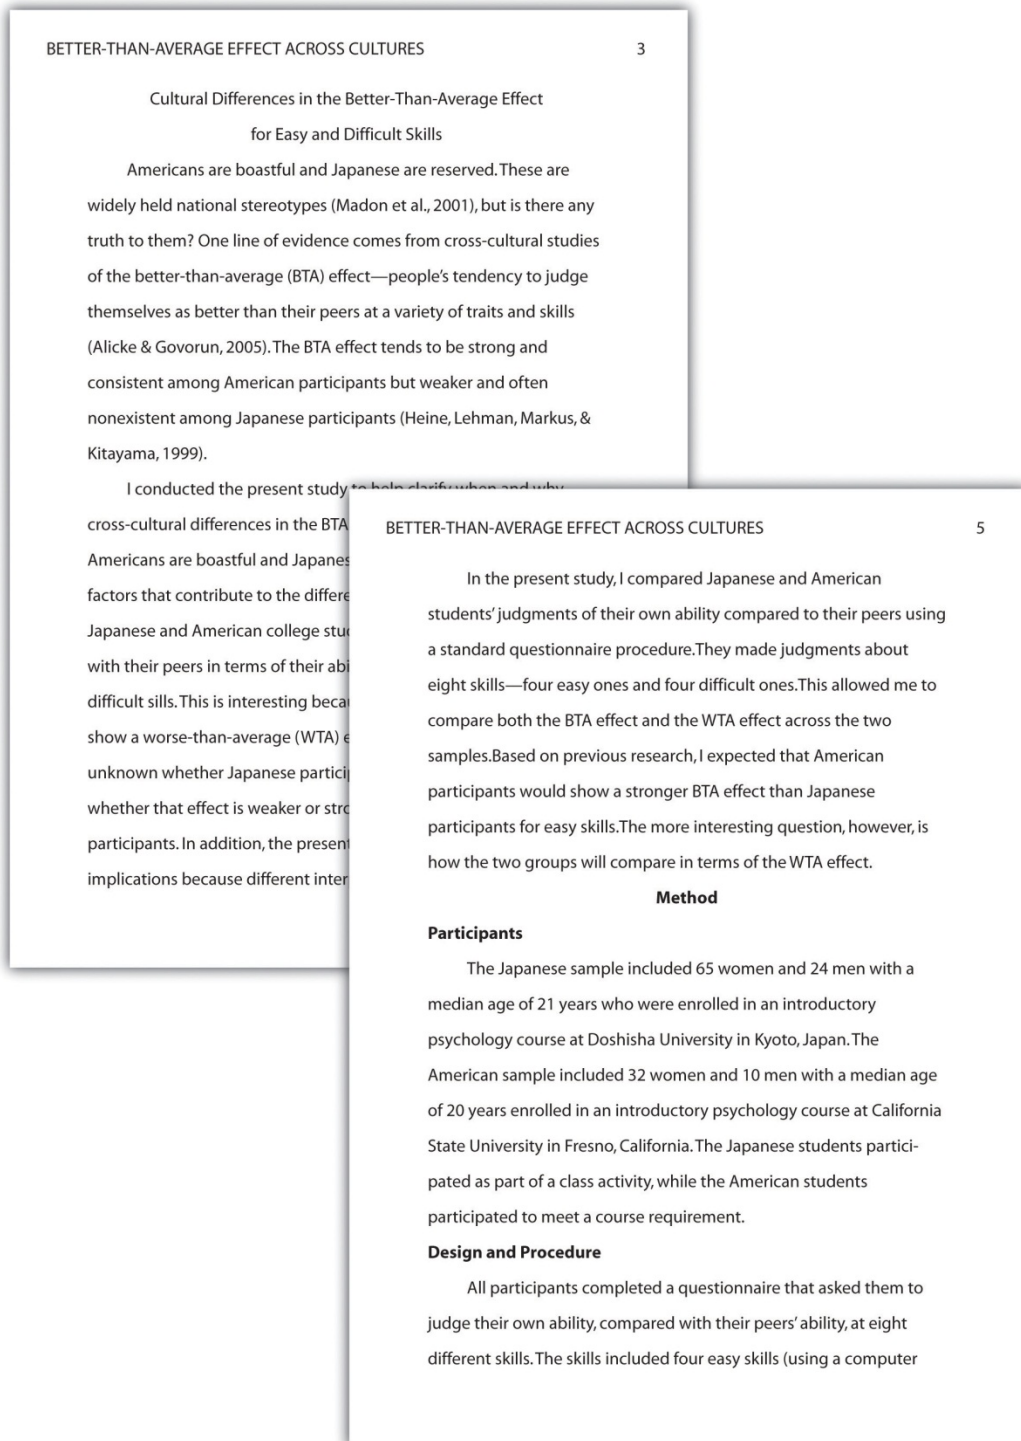 BETTER-THAN-AVERAGE EFFECT ACROSS CULTURES 3
Cultural Differences in the Better-Than-Average Effect
for Easy and Difficult Skills
Americans are boastful and Japanese are reserved. These are
widely held national stereotypes (Madon et al., 2001), but is there any
truth to them? One line of evidence comes from cross-cultural studies
of the better-than-average (BTA) effect—people's tendency to judge
themselves as better than their peers at a variety of traits and skills
(Alicke & Govorun, 2005). The BTA effect tends to be strong and
consistent among American participants but weaker and often
nonexistent among Japanese participants (Heine, Lehman, Markus, &
Kitayama, 1999).
I conducted the present study to help clarify when and why
cross-cultural differences in the BTA
Americans are boastful and Japanes
factors that contribute to the differe
Japanese and American college stu
with their peers in terms of their abi
difficult sills. This is interesting beca
show a worse-than-average (WTA) e
unknown whether Japanese partici
whether that effect is weaker or stro
participants. In addition, the present
implications because different inter
BETTER-THAN-AVERAGE EFFECT ACROSS CULTURES 5
In the present study, I compared Japanese and American
students' judgments of their own ability compared to their peers using
a standard questionnaire procedure.They made judgments about
eight skills—four easy ones and four difficult ones.This allowed me to
compare both the BTA effect and the WTA effect across the two
samples.Based on previous research, I expected that American
participants would show a stronger BTA effect than Japanese
participants for easy skills.The more interesting question, however, is
how the two groups will compare in terms of the WTA effect.
Method
Participants
The Japanese sample included 65 women and 24 men with a
median age of 21 years who were enrolled in an introductory
psychology course at Doshisha University in Kyoto, Japan. The
American sample included 32 women and 10 men with a median age
of 20 years enrolled in an introductory psychology course at California
State University in Fresno, California. The Japanese students partici-
pated as part of a class activity, while the American students
participated to meet a course requirement.
Design and Procedure
All participants completed a questionnaire that asked them to
judge their own ability, compared with their peers' ability, at eight
different skills. The skills included four easy skills (using a computer